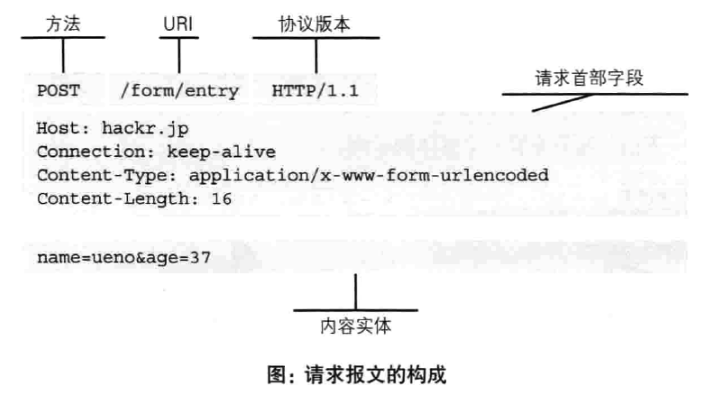 方法 URI 协议版本
请求首部字段
POST /form/entry HTTP/1.1
Host: hackr.jp
Connection: keep-alive
Content-Type: application/x-www-form-urlencoded
Content-Length: 16
name=ueno&age=37
内容实体
图：请求报文的构成